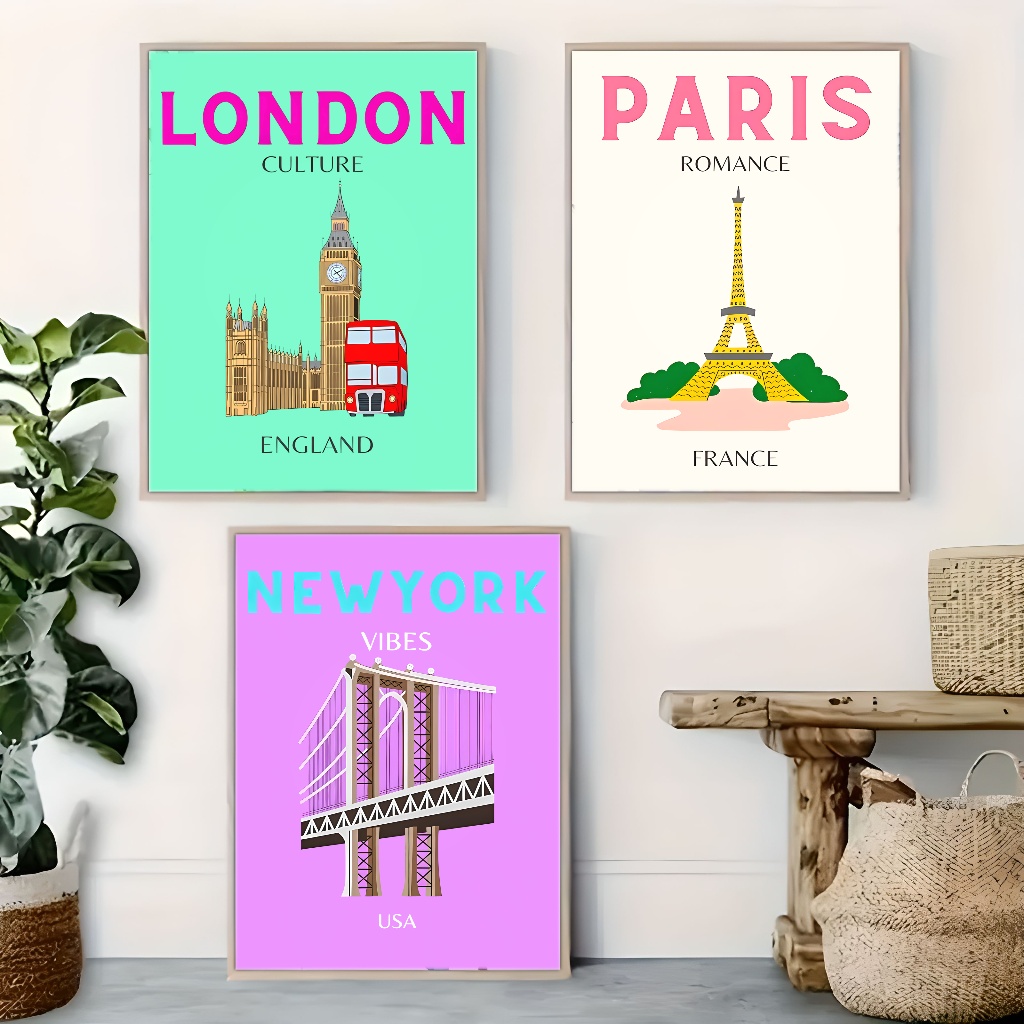 LONDON
CULTURE
ENGLAND
PARIS
ROMANCE
FRANCE
NEWYORK
VIBES
USA